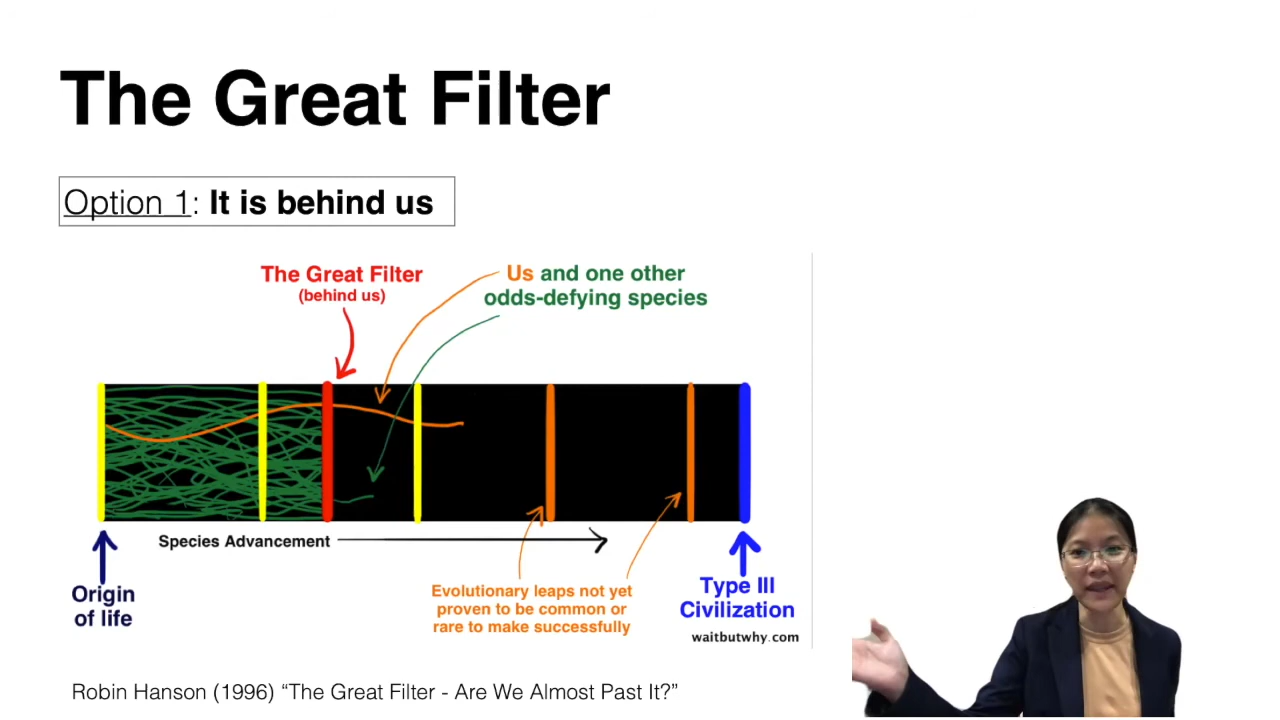 The Great Filter
Option 1: It is behind us
The Great Filter
(behind us)
Us and one other
odds-defying species
Species Advancement
Origin
of life
Evolutionary leaps not yet
proven to be common or
rare to make successfully
Type III
Civilization
waitbutwhy.com
Robin Hanson (1996) “The Great Filter - Are We Almost Past It?”